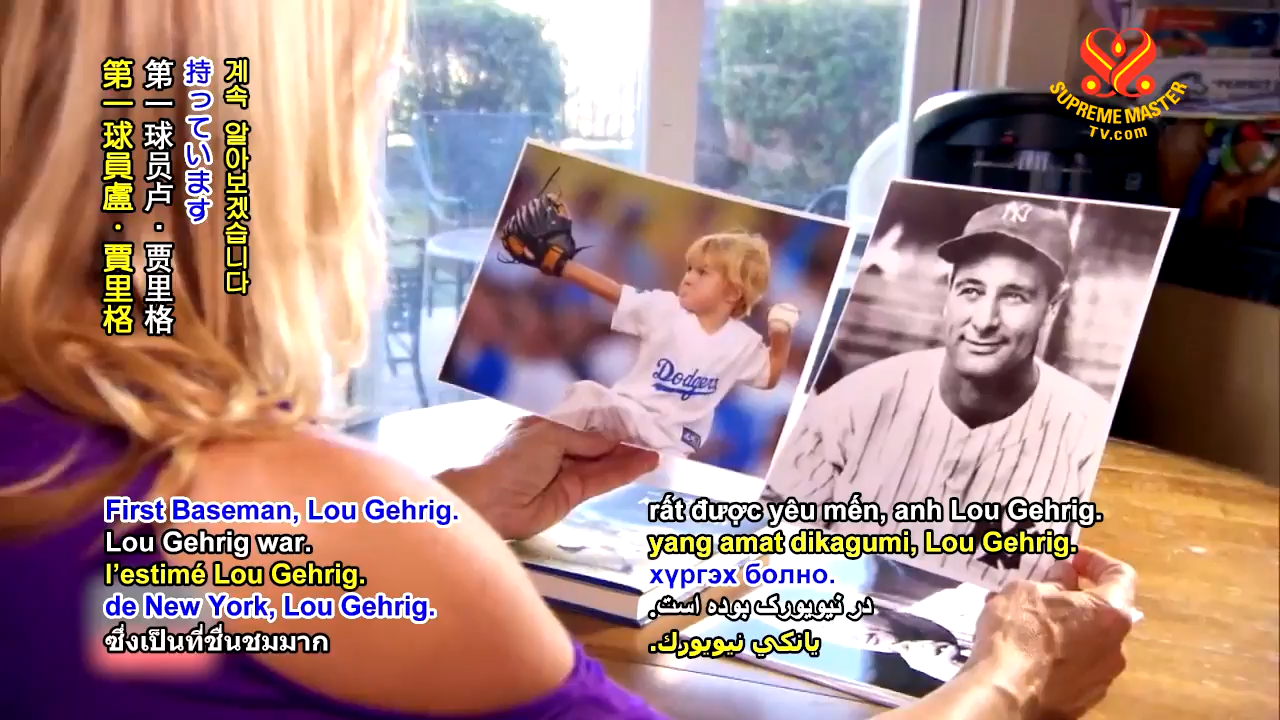 계속 알아보겠습니다
持っています
第一球员卢·贾里格
第一球員盧·賈里格
SUPREME MASTER
TV.com
NY
Dodgers
First Baseman, Lou Gehrig.
Lou Gehrig war.
l’estimé Lou Gehrig.
de New York, Lou Gehrig.
ซึ่งเป็นที่ชื่นชมมาก
rất được yêu mến, anh Lou Gehrig.
yang amat dikagumi, Lou Gehrig.
хүргэх болно.
در نیویورک بوده است.
يانكي نيويورك.